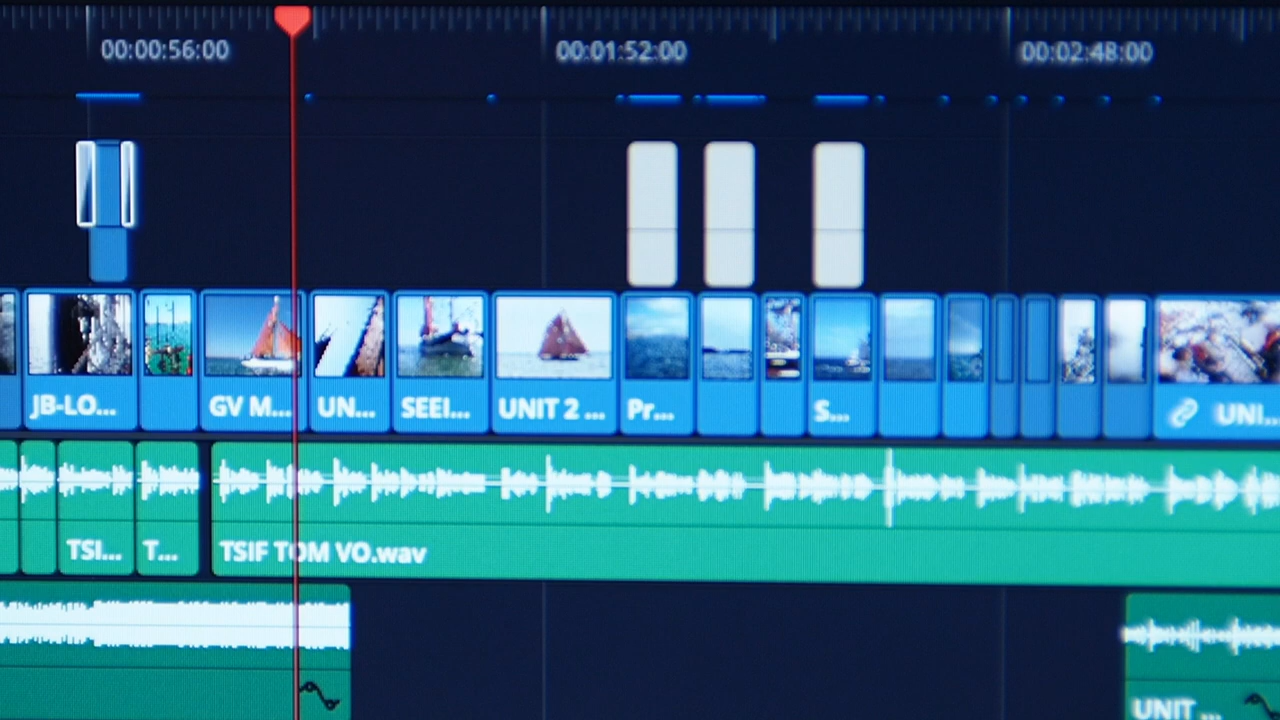 00:00:56:00 00:01:52:00 00:02:48:00
JB-LO... GV M... UN... SEEI... UNIT 2 ... Pr... S... UNI...
TSI... T... TSIF TOM VO.wav
UNIT ...